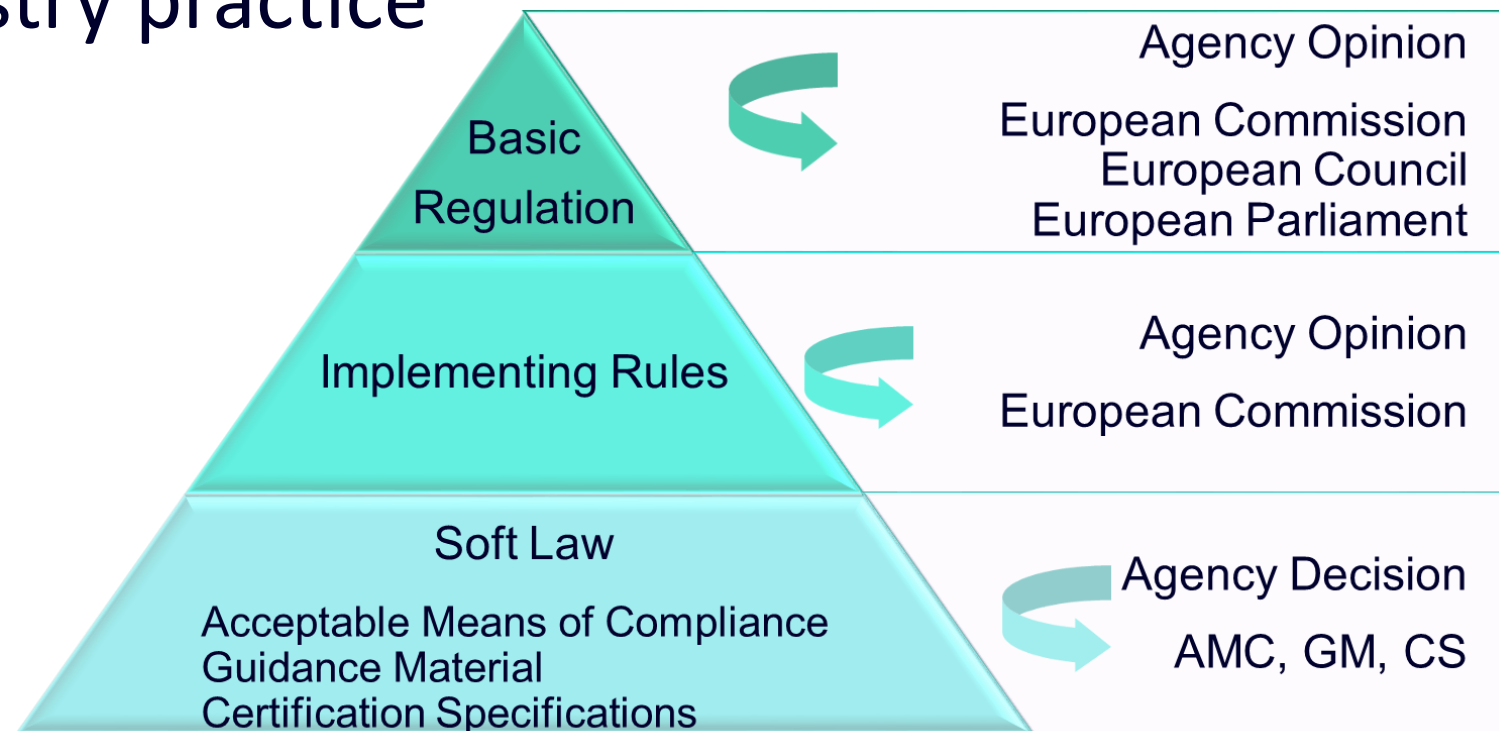 stry practice
Basic
Regulation
Agency Opinion
European Commission
European Council
European Parliament
Implementing Rules
Agency Opinion
European Commission
Soft Law
Acceptable Means of Compliance
Guidance Material
Certification Specifications
Agency Decision
AMC, GM, CS